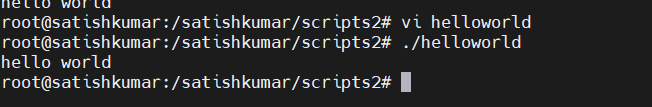 hello world
root@satishkumar:/satishkumar/scripts2# vi helloworld
root@satishkumar:/satishkumar/scripts2# ./helloworld
hello world
root@satishkumar:/satishkumar/scripts2#